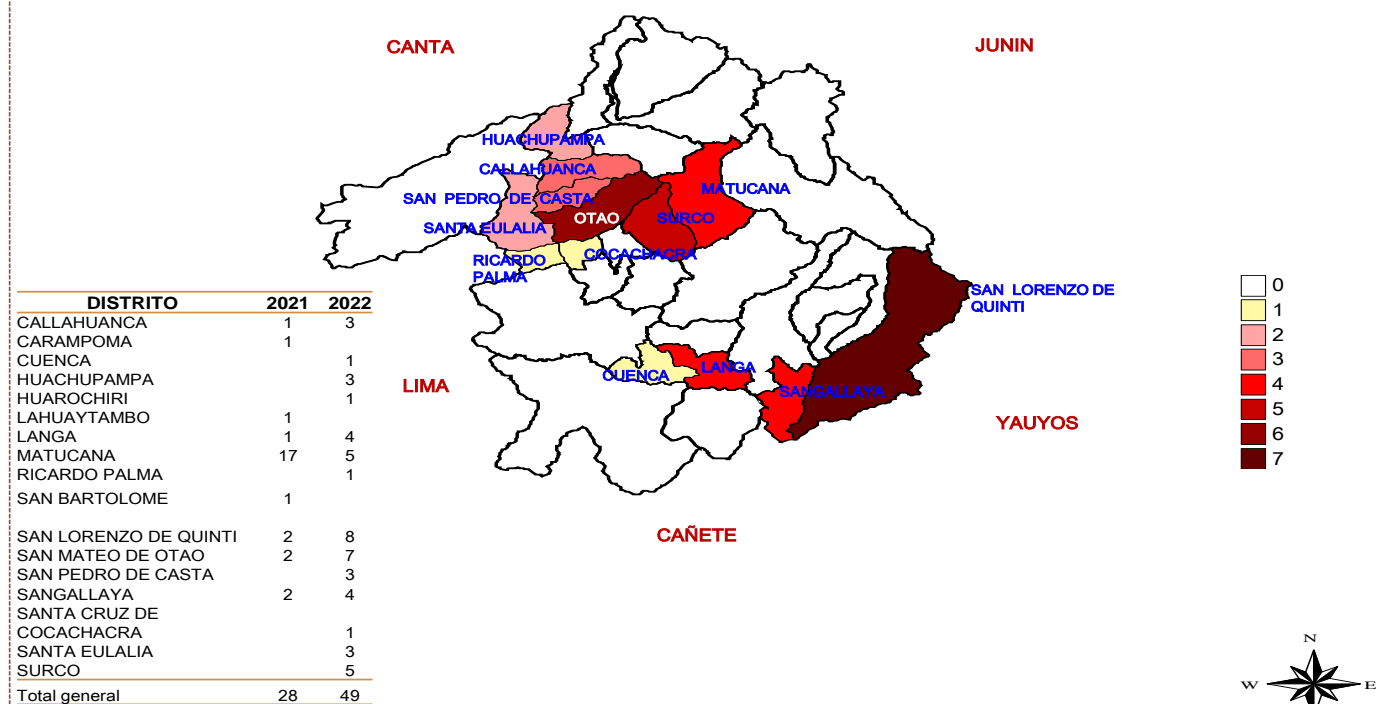 CANTA
JUNIN
HUACHUPAMPA
CALLAHUANCA
MATUCANA
SAN PEDRO DE CASTA
OTAO
SURCO
SANTA EULALIA
COCACHACRA
RICARDO
PALMA
SAN LORENZO DE
QUINTI
CUENCA
LANGA
SANGALLAYA
LIMA
YAUYOS
CAÑETE
DISTRITO 2021 2022
CALLAHUANCA 1 3
CARAMPOMA 1
CUENCA 1
HUACHUPAMPA 3
HUAROCHIRI 1
LAHUAYTAMBO 1
LANGA 1 4
MATUCANA 17 5
RICARDO PALMA 1
SAN BARTOLOME 1
SAN LORENZO DE QUINTI 2 8
SAN MATEO DE OTAO 2 7
SAN PEDRO DE CASTA 3
SANGALLAYA 2 4
SANTA CRUZ DE
COCACHACRA 1
SANTA EULALIA 3
SURCO 5
Total general 28 49
0
1
2
3
4
5
6
7
N
W E